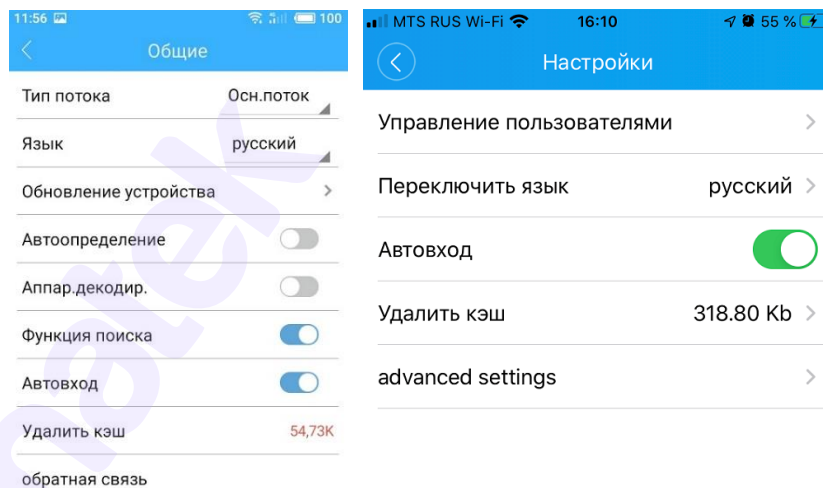 11:56
100
Общие
Тип потока
Осн.поток
Язык
русский
Обновление устройства
Автоопределение
Аппар.декодир.
Функция поиска
Автовход
Удалить кэш
54,73K
обратная связь
MTS RUS Wi-Fi
16:10
55 %
Настройки
Управление пользователями
Переключить язык
русский
Автовход
Удалить кэш
318.80 Kb
advanced settings